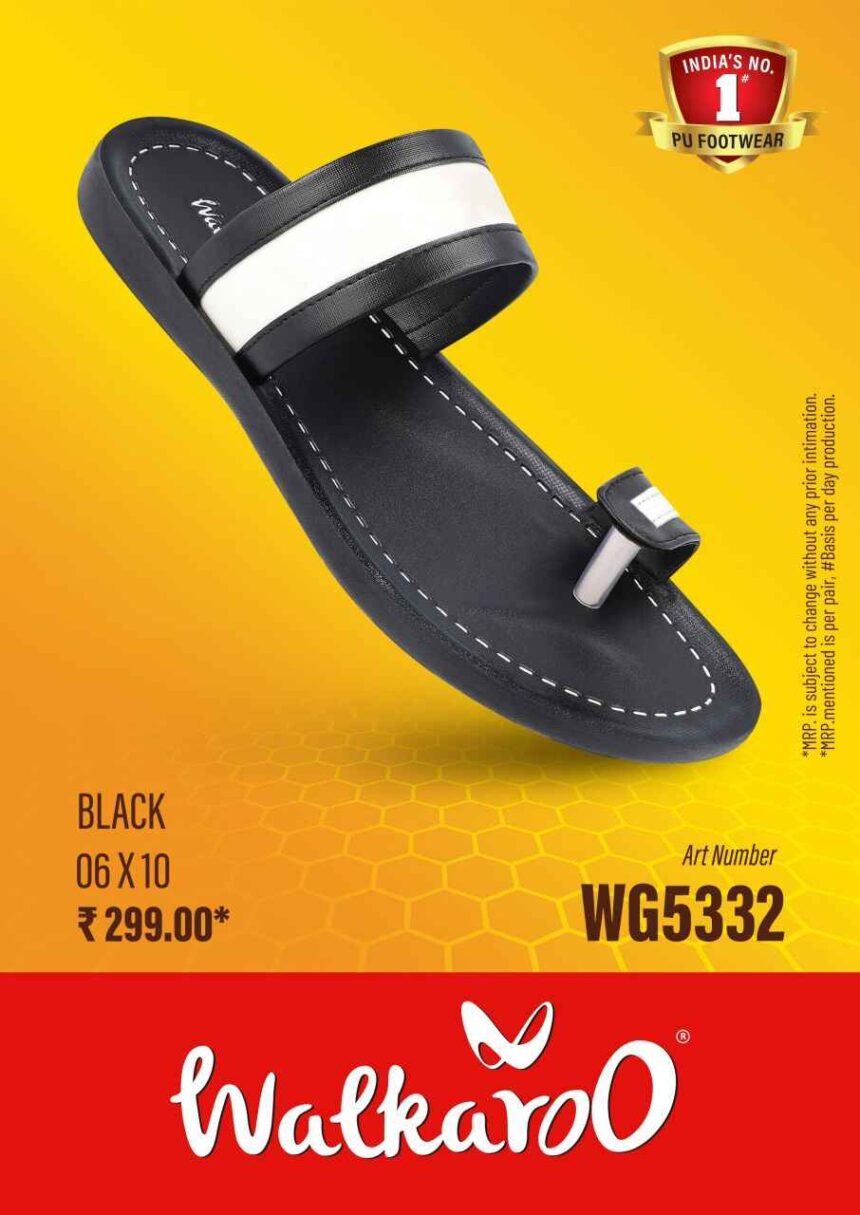 INDIA'S NO.
1#
PU FOOTWEAR
*MRP. is subject to change without any prior intimation.
*MRP.mentioned is per pair, #Basis per day production.
BLACK
06 X 10
₹ 299.00*
Art Number
WG5332
Walkaroo®